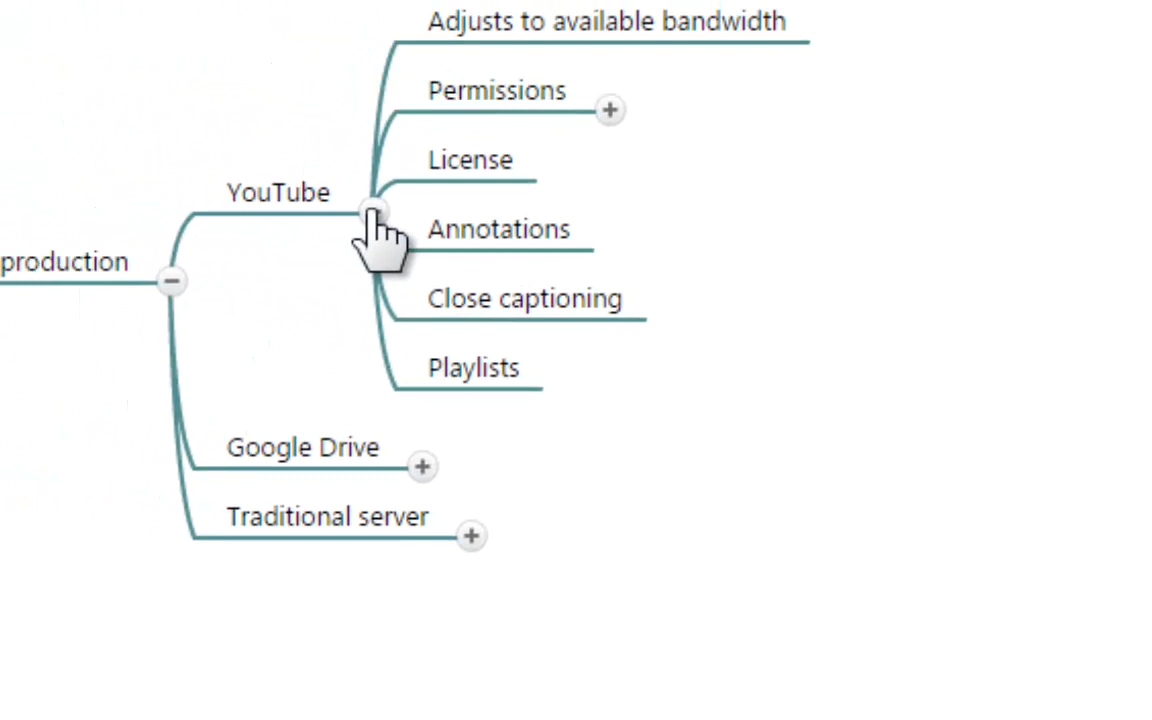 Adjusts to available bandwidth
Permissions
License
YouTube
Annotations
production
Close captioning
Playlists
Google Drive
Traditional server